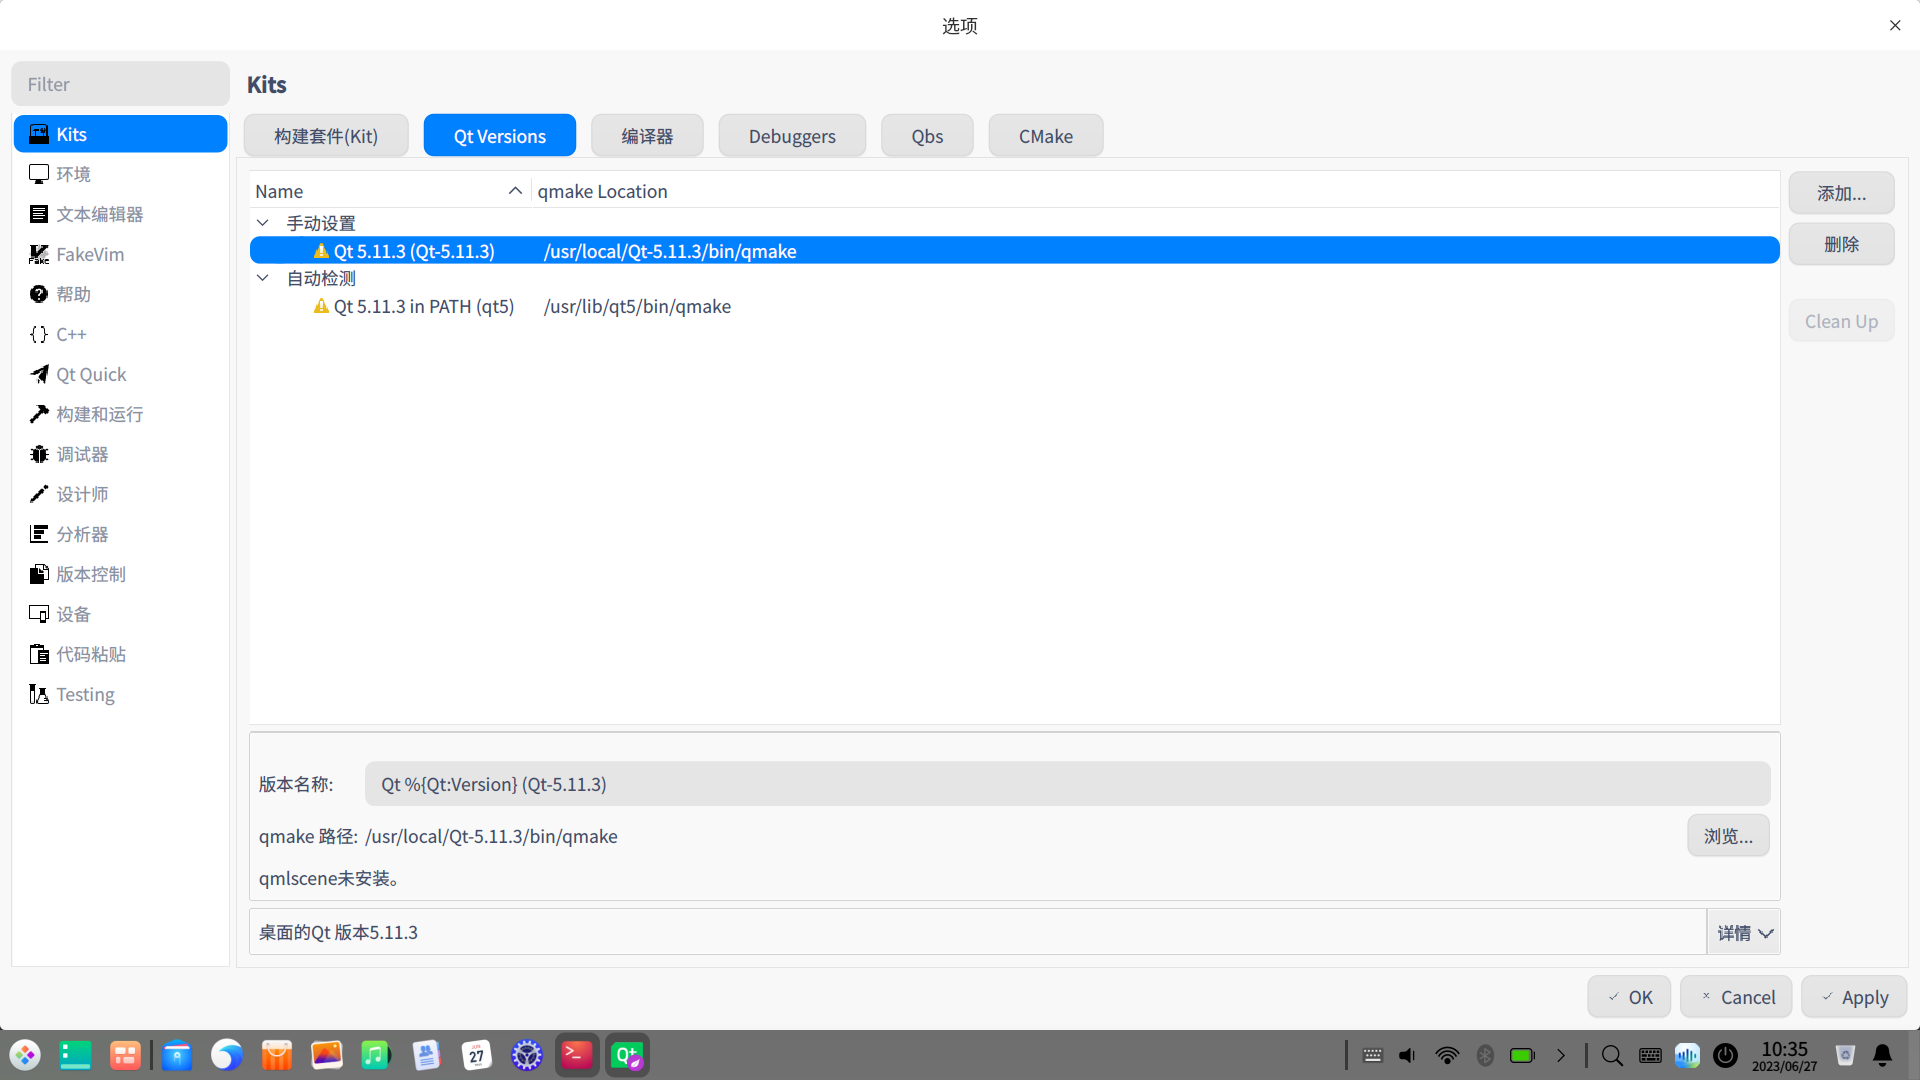 选项
Filter
Kits
环境
文本编辑器
FakeVim
帮助
C++
Qt Quick
构建和运行
调试器
设计师
分析器
版本控制
设备
代码粘贴
Testing
Kits
构建套件(Kit)
Qt Versions
编译器
Debuggers
Qbs
CMake
Name
qmake Location
手动设置
Qt 5.11.3 (Qt-5.11.3) /usr/local/Qt-5.11.3/bin/qmake
自动检测
Qt 5.11.3 in PATH (qt5) /usr/lib/qt5/bin/qmake
添加...
删除
Clean Up
版本名称: Qt %{Qt:Version} (Qt-5.11.3)
qmake 路径: /usr/local/Qt-5.11.3/bin/qmake
浏览...
qmlscene未安装。
桌面的Qt 版本5.11.3
详情
OK
Cancel
Apply
JUN
27
Qt
10:35
2023/06/27